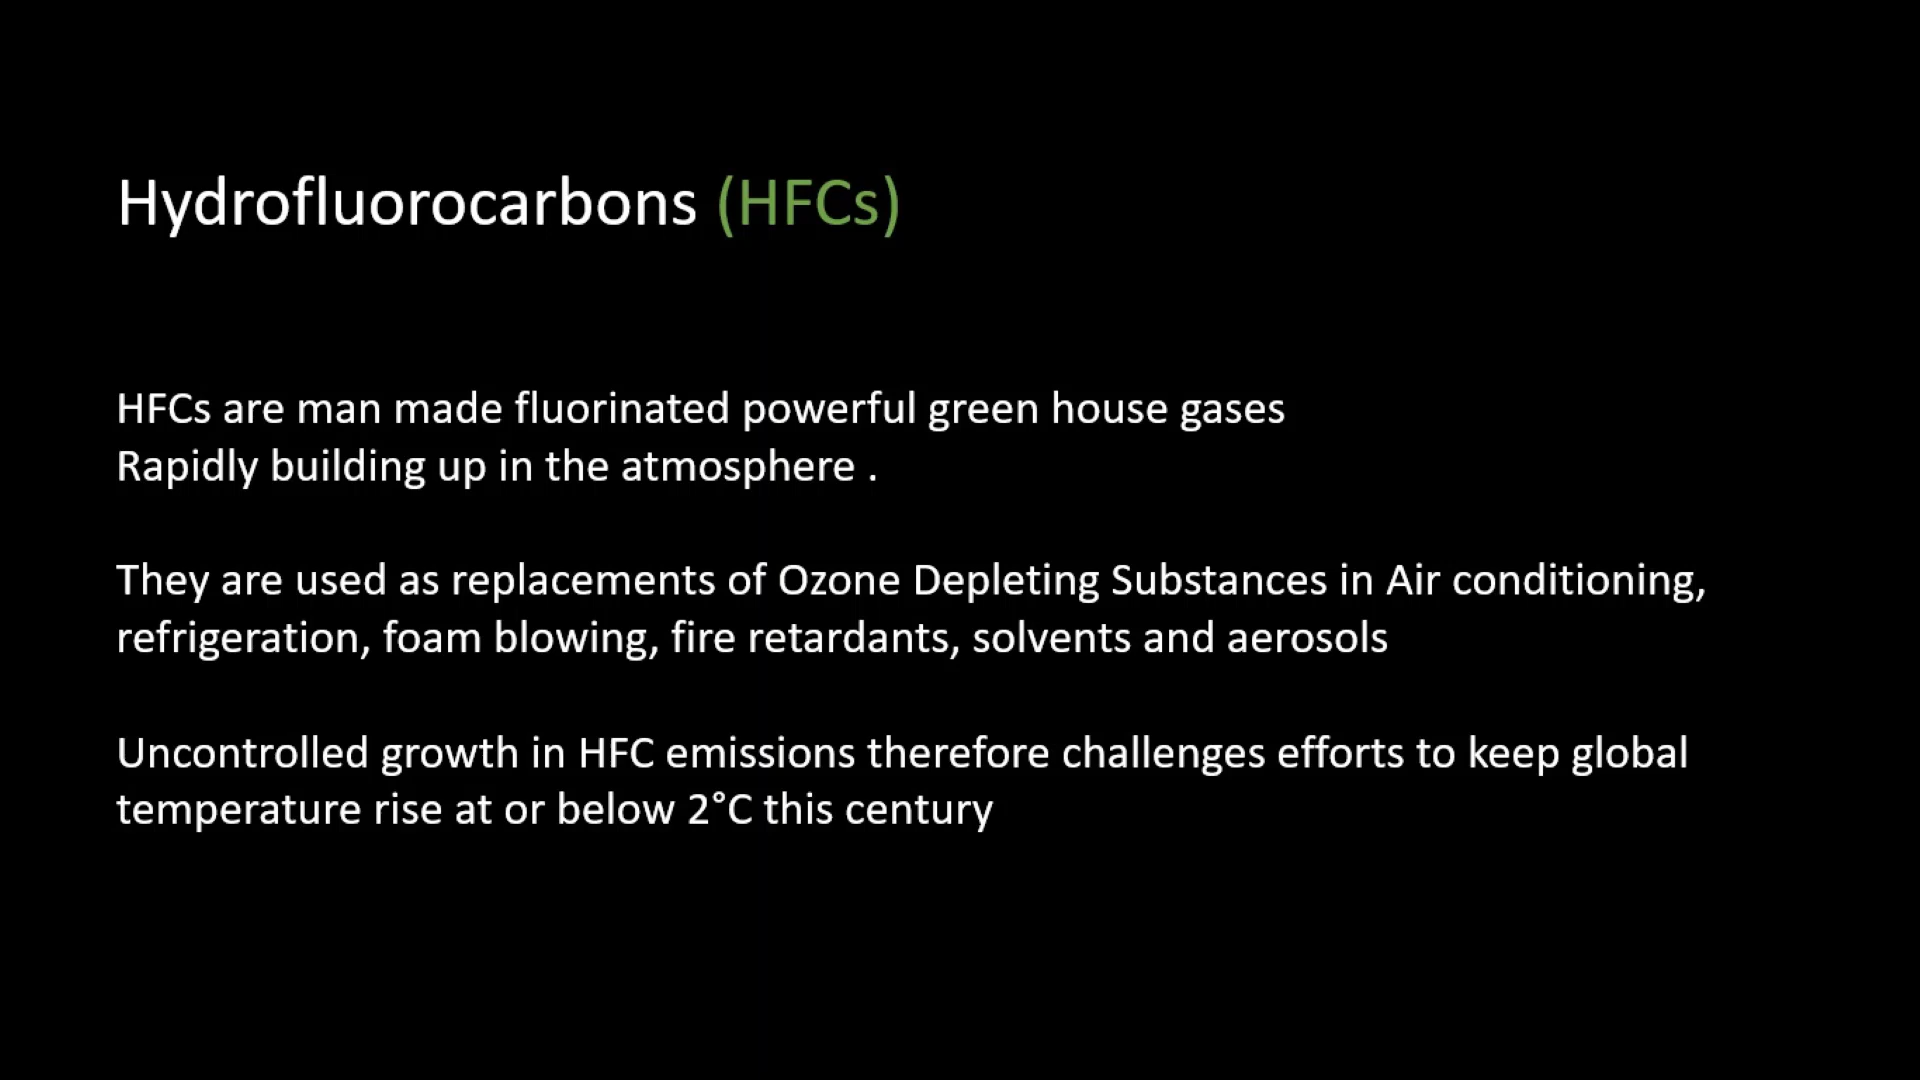 Hydrofluorocarbons (HFCs)
HFCs are man made fluorinated powerful green house gases
Rapidly building up in the atmosphere .
They are used as replacements of Ozone Depleting Substances in Air conditioning,
refrigeration, foam blowing, fire retardants, solvents and aerosols
Uncontrolled growth in HFC emissions therefore challenges efforts to keep global
temperature rise at or below 2°C this century